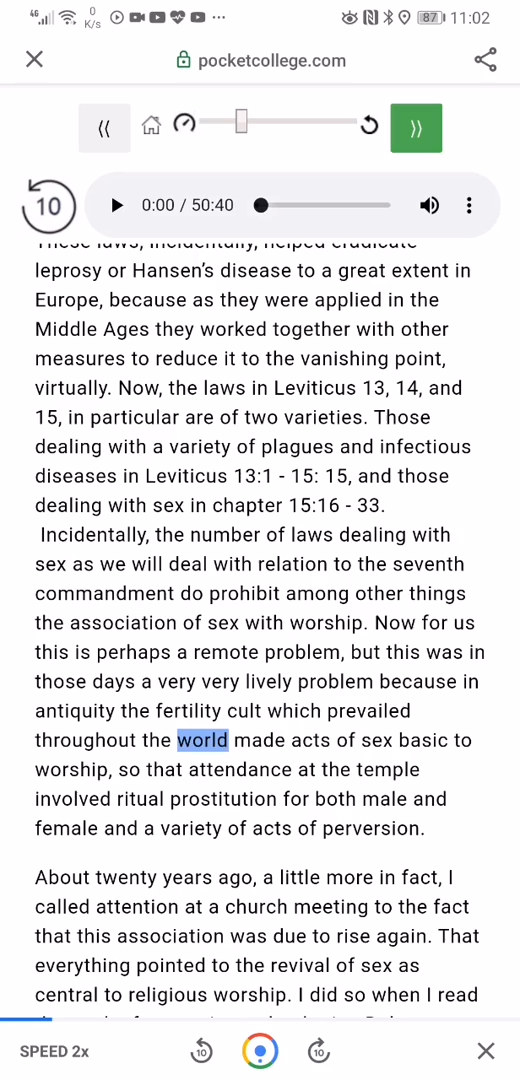 46
0
K/s
87
11:02
pocketcollege.com
10
0:00 / 50:40
These laws, incidentally, helped eradicate
leprosy or Hansen’s disease to a great extent in
Europe, because as they were applied in the
Middle Ages they worked together with other
measures to reduce it to the vanishing point,
virtually. Now, the laws in Leviticus 13, 14, and
15, in particular are of two varieties. Those
dealing with a variety of plagues and infectious
diseases in Leviticus 13:1 - 15: 15, and those
dealing with sex in chapter 15:16 - 33.
Incidentally, the number of laws dealing with
sex as we will deal with relation to the seventh
commandment do prohibit among other things
the association of sex with worship. Now for us
this is perhaps a remote problem, but this was in
those days a very very lively problem because in
antiquity the fertility cult which prevailed
throughout the world made acts of sex basic to
worship, so that attendance at the temple
involved ritual prostitution for both male and
female and a variety of acts of perversion.
About twenty years ago, a little more in fact, I
called attention at a church meeting to the fact
that this association was due to rise again. That
everything pointed to the revival of sex as
central to religious worship. I did so when I read
SPEED 2x
10
10